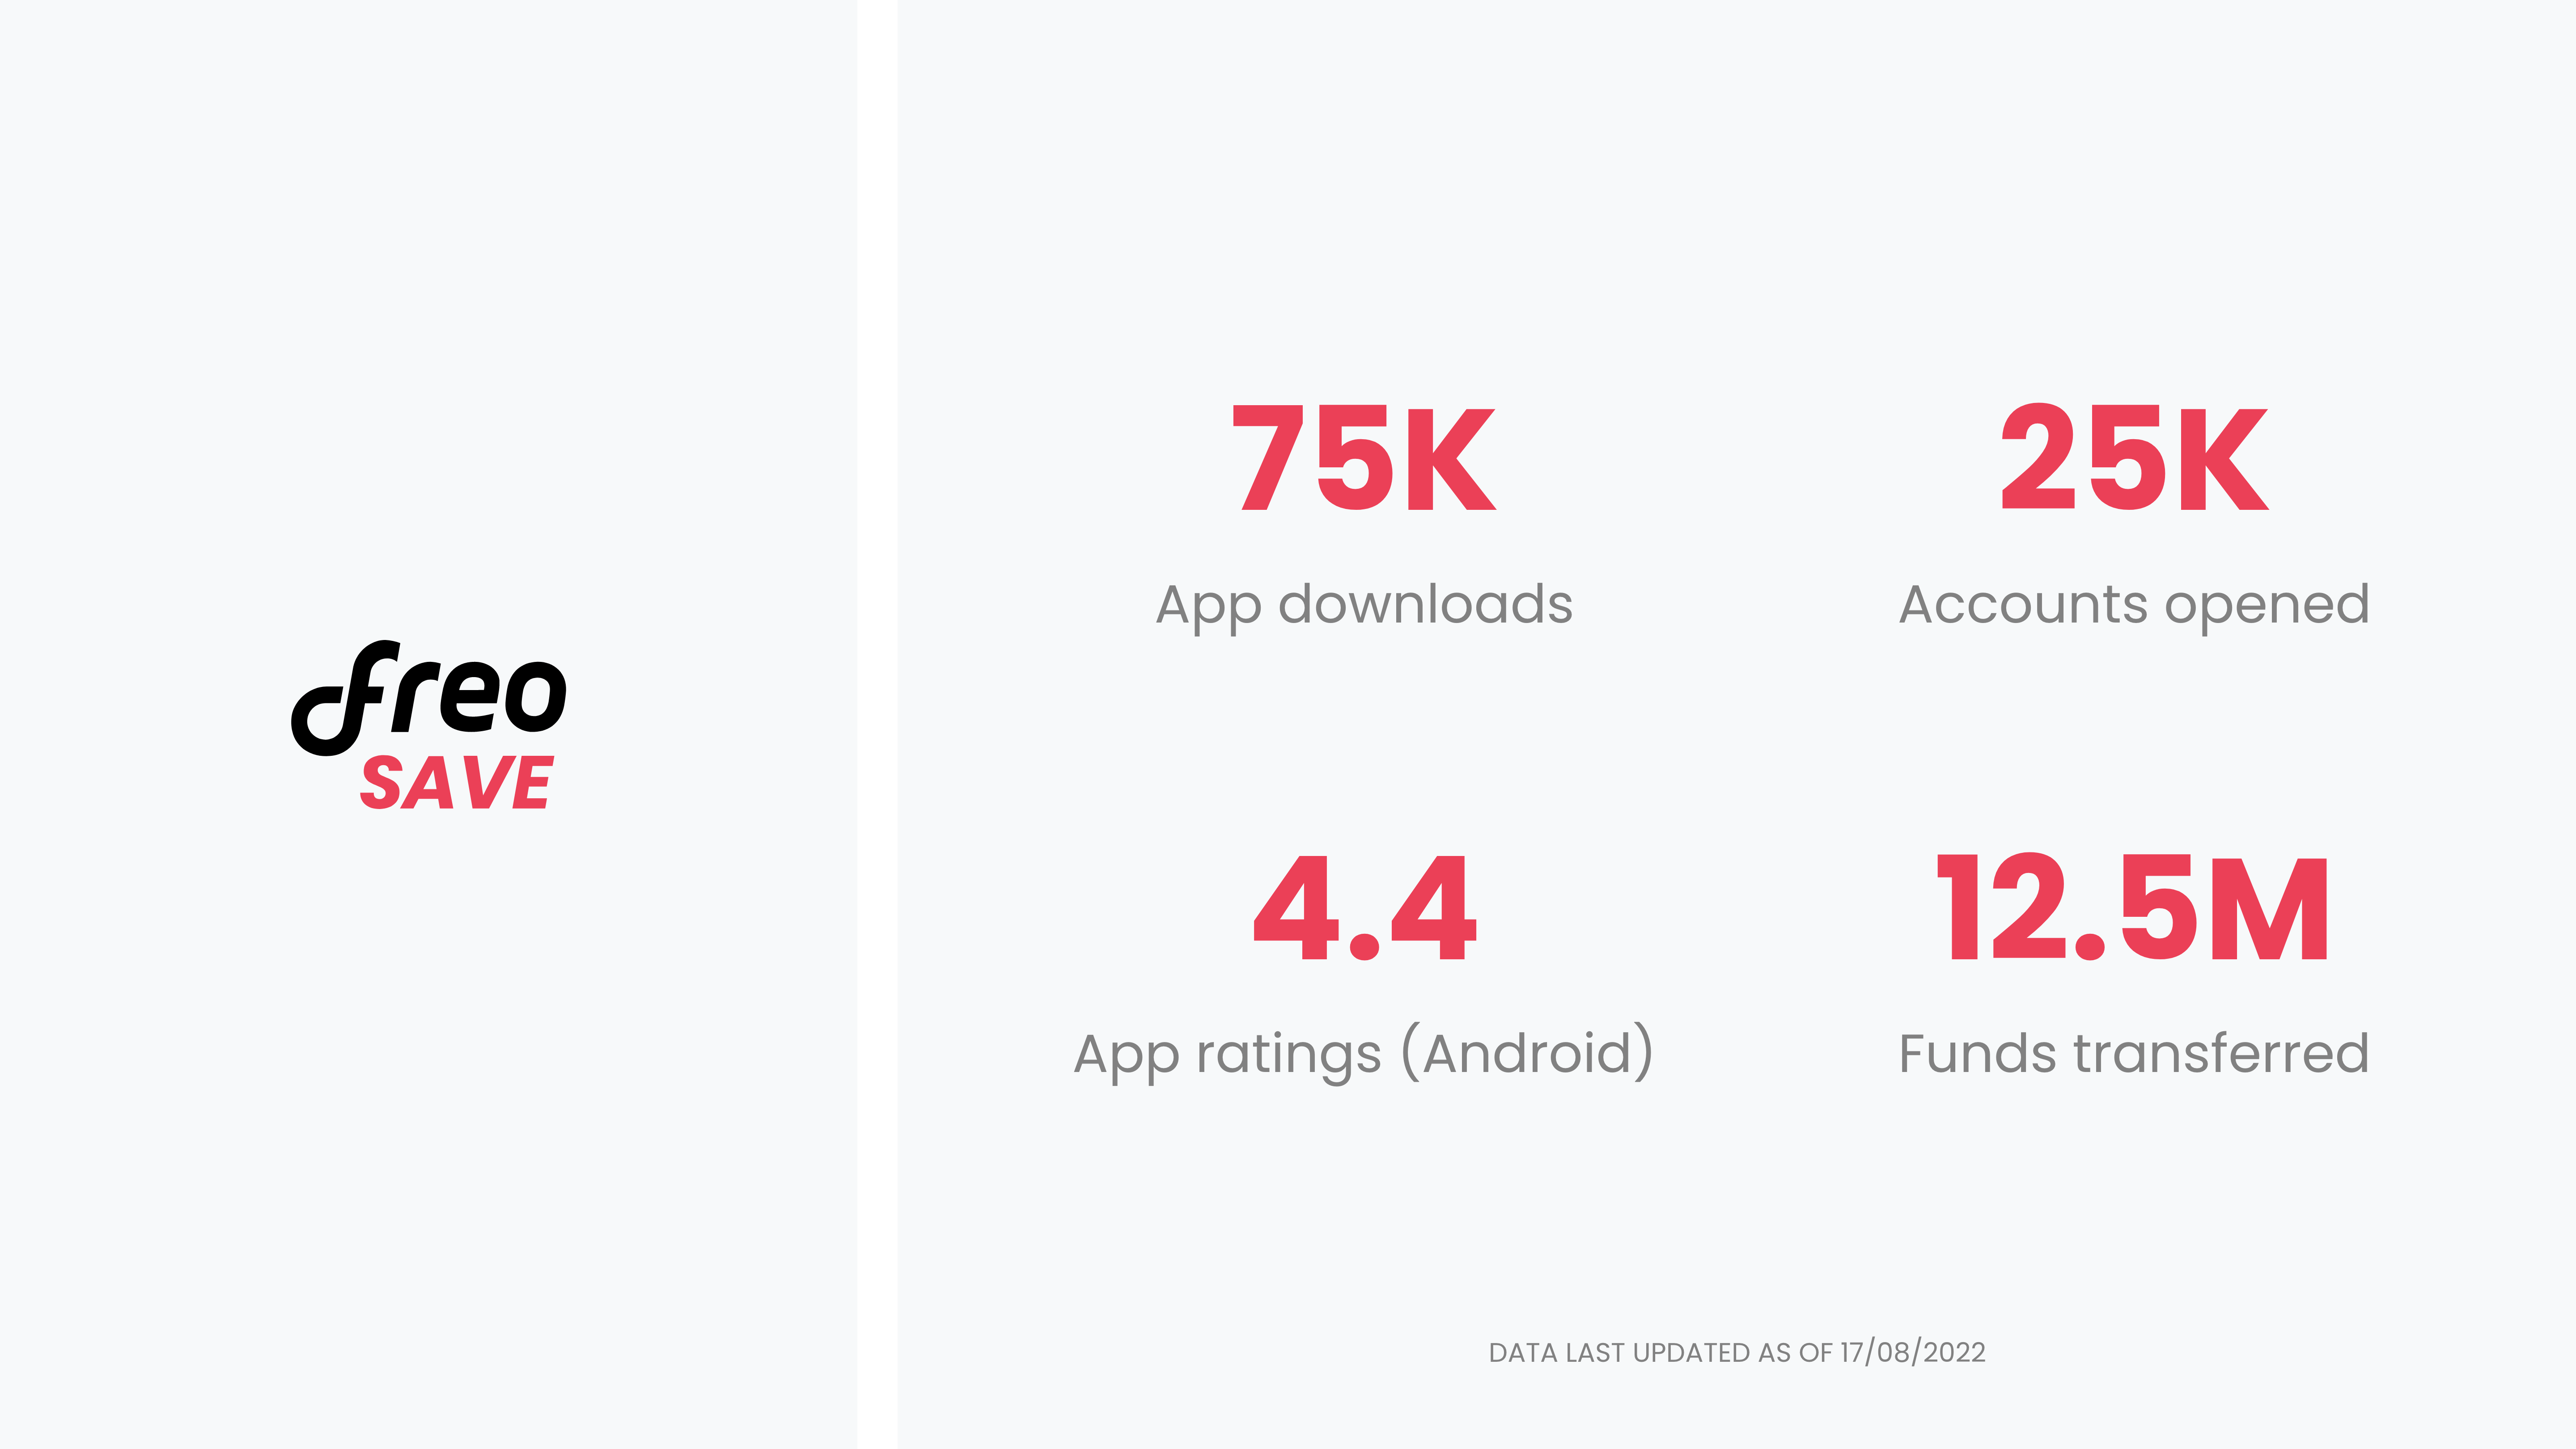 freo
SAVE
75K
App downloads
25K
Accounts opened
4.4
App ratings (Android)
12.5M
Funds transferred
DATA LAST UPDATED AS OF 17/08/2022